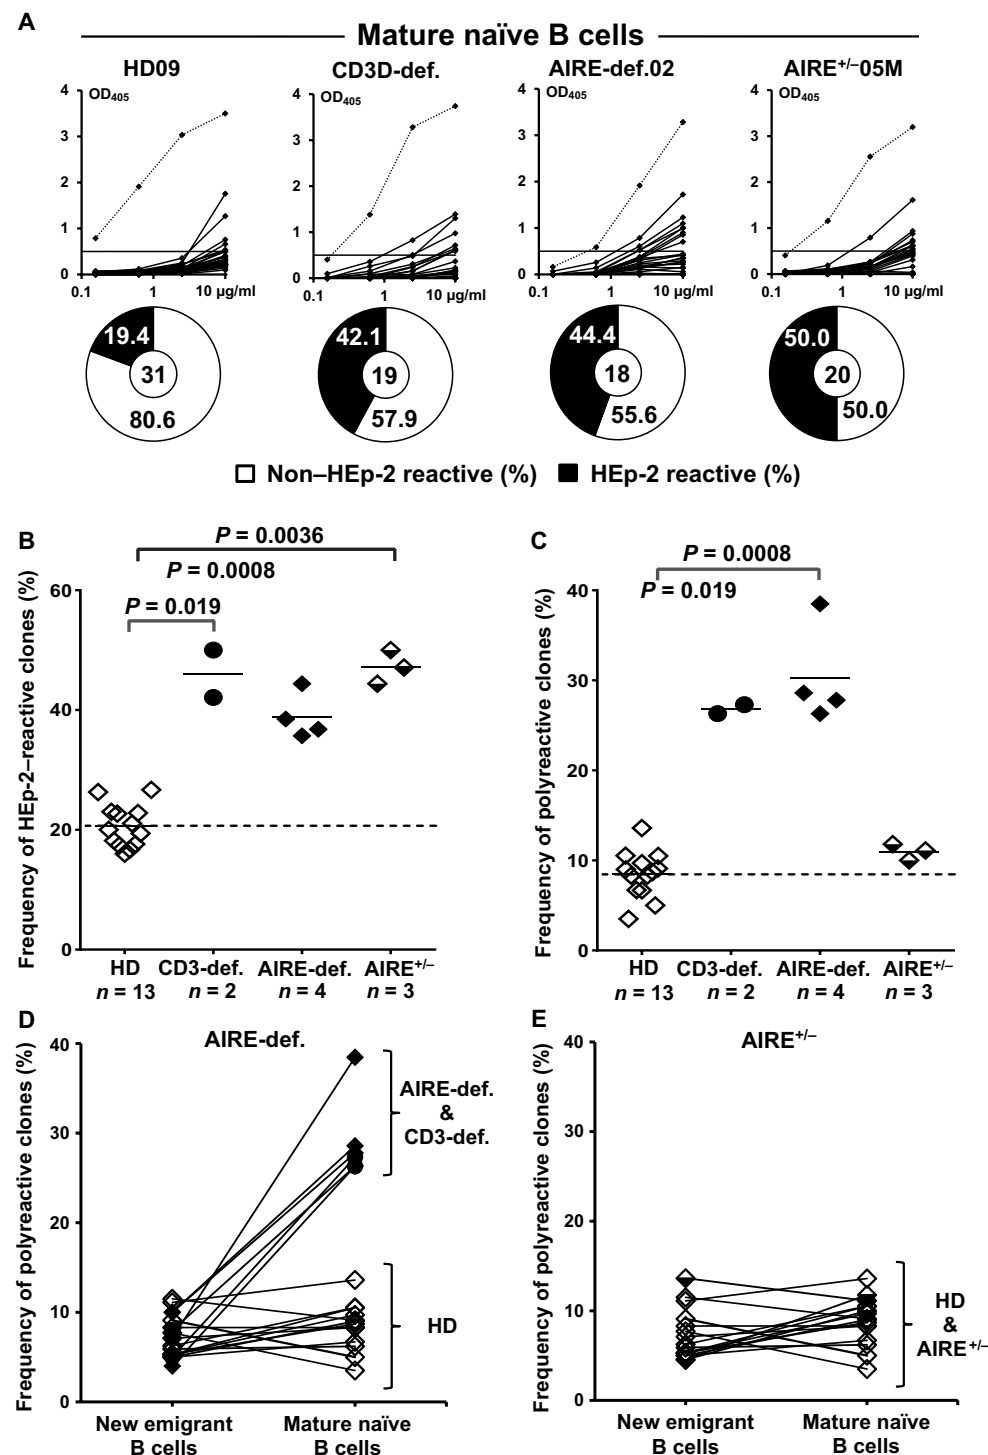 A
Mature naïve B cells
HD09
CD3D-def.
AIRE-def.02
AIRE+/–05M
OD405
OD405
OD405
OD405
4
3
2
1
0
0.1 1 10 µg/ml
4
3
2
1
0
0.1 1 10 µg/ml
4
3
2
1
0
0.1 1 10 µg/ml
4
3
2
1
0
0.1 1 10 µg/ml
19.4
31
80.6
42.1
19
57.9
44.4
18
55.6
50.0
20
50.0
Non–HEp-2 reactive (%)
HEp-2 reactive (%)
B
P = 0.0036
P = 0.0008
P = 0.019
Frequency of HEp-2–reactive clones (%)
60
40
20
0
HD CD3-def. AIRE-def. AIRE+/–
n = 13 n = 2 n = 4 n = 3
C
P = 0.0008
P = 0.019
Frequency of polyreactive clones (%)
40
30
20
10
0
HD CD3-def. AIRE-def. AIRE+/–
n = 13 n = 2 n = 4 n = 3
D
AIRE-def.
Frequency of polyreactive clones (%)
40
30
20
10
0
AIRE-def.
&
CD3-def.
HD
New emigrant
B cells
Mature naïve
B cells
E
AIRE+/–
Frequency of polyreactive clones (%)
40
30
20
10
0
HD
&
AIRE+/–
New emigrant
B cells
Mature naïve
B cells